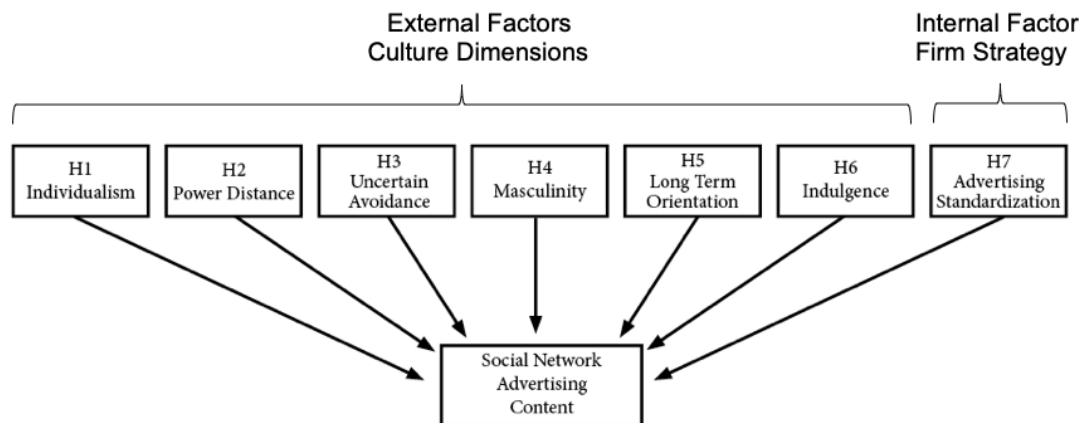 External Factors
Culture Dimensions
Internal Factor
Firm Strategy
H1
Individualism
H2
Power Distance
H3
Uncertain
Avoidance
H4
Masculinity
H5
Long Term
Orientation
H6
Indulgence
H7
Advertising
Standardization
Social Network
Advertising
Content